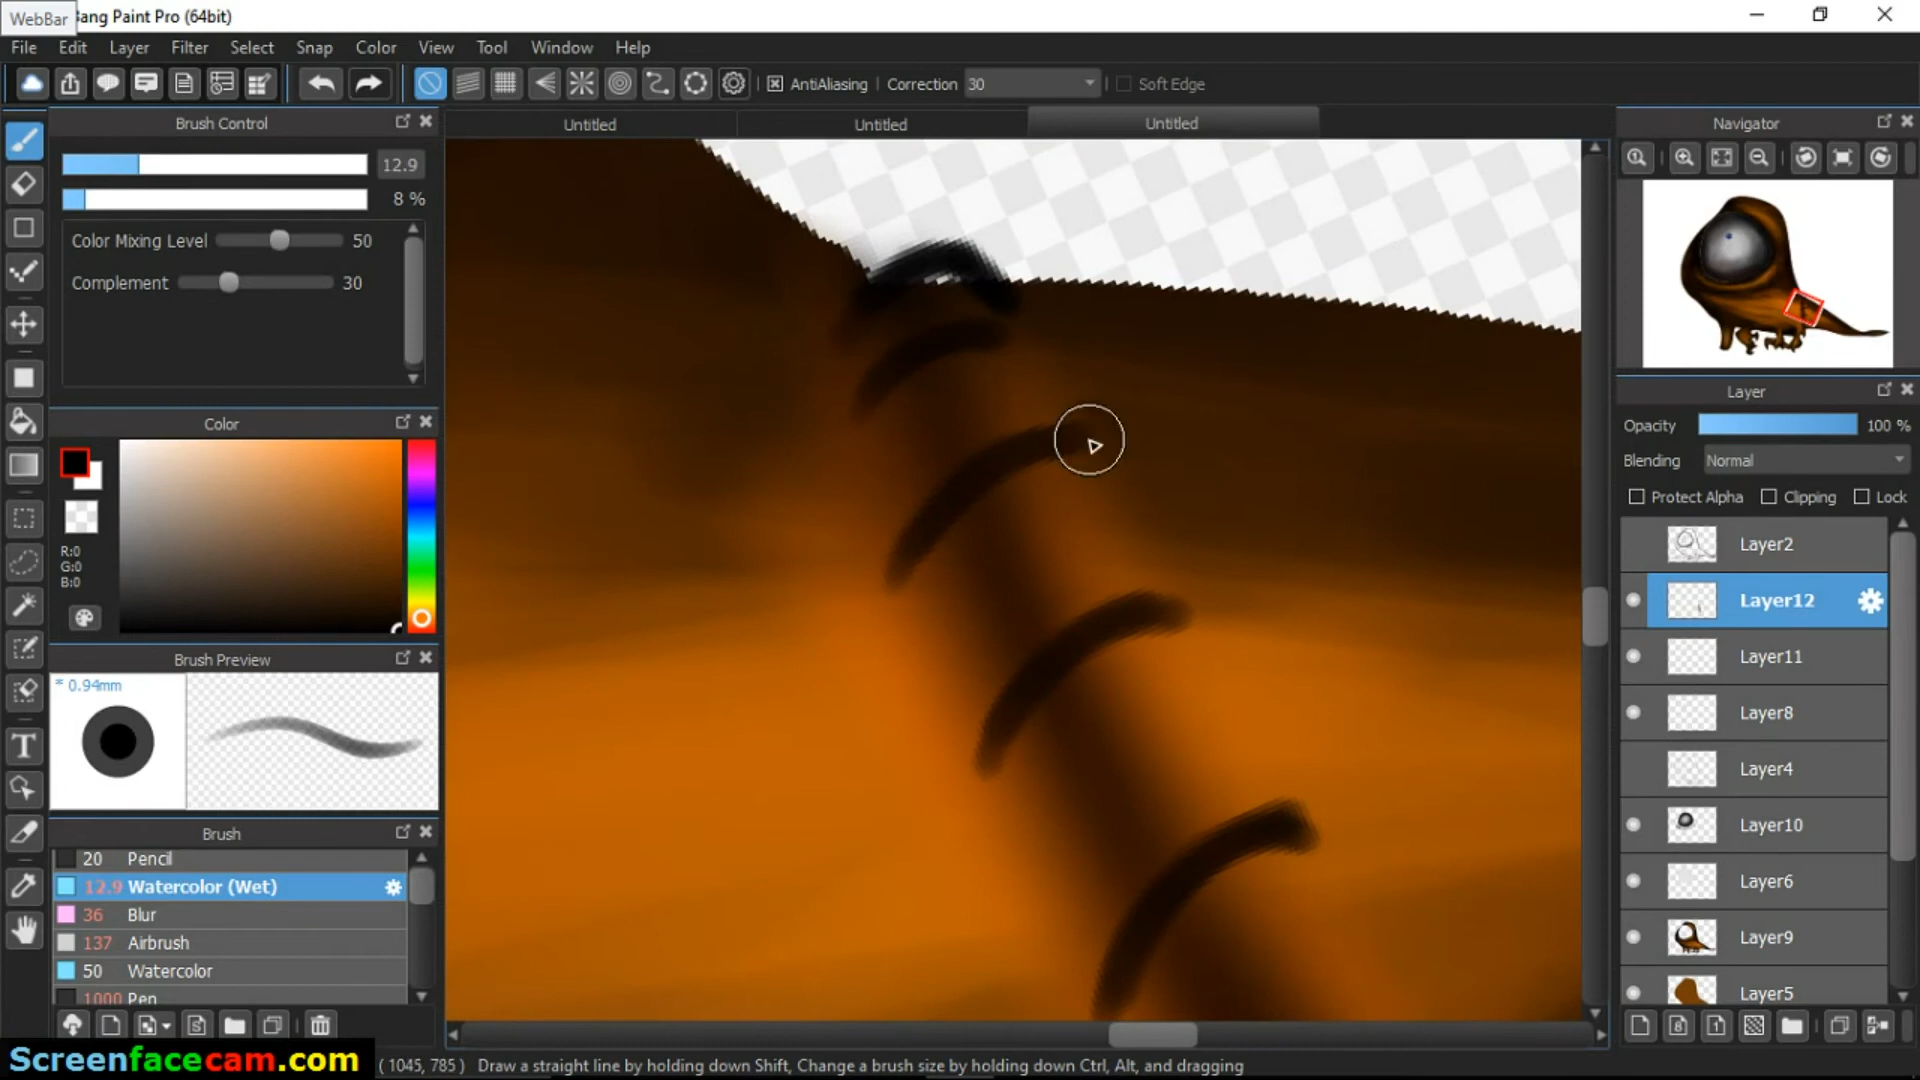 WebBar
Bang Paint Pro (64bit)
File Edit Layer Filter Select Snap Color View Tool Window Help
AntiAliasing Correction 30 Soft Edge
Brush Control
12.9
8 %
Color Mixing Level 50
Complement 30
Color
R:0
G:0
B:0
Brush Preview
* 0.94mm
Brush
20 Pencil
12.9 Watercolor (Wet)
36 Blur
137 Airbrush
50 Watercolor
1000 Pen
Untitled Untitled Untitled
Navigator
Layer
Opacity 100 %
Blending Normal
Protect Alpha Clipping Lock
Layer2
Layer12
Layer11
Layer8
Layer4
Layer10
Layer6
Layer9
Layer5
Screenfacecam.com
( 1045, 785 ) Draw a straight line by holding down Shift, Change a brush size by holding down Ctrl, Alt, and dragging